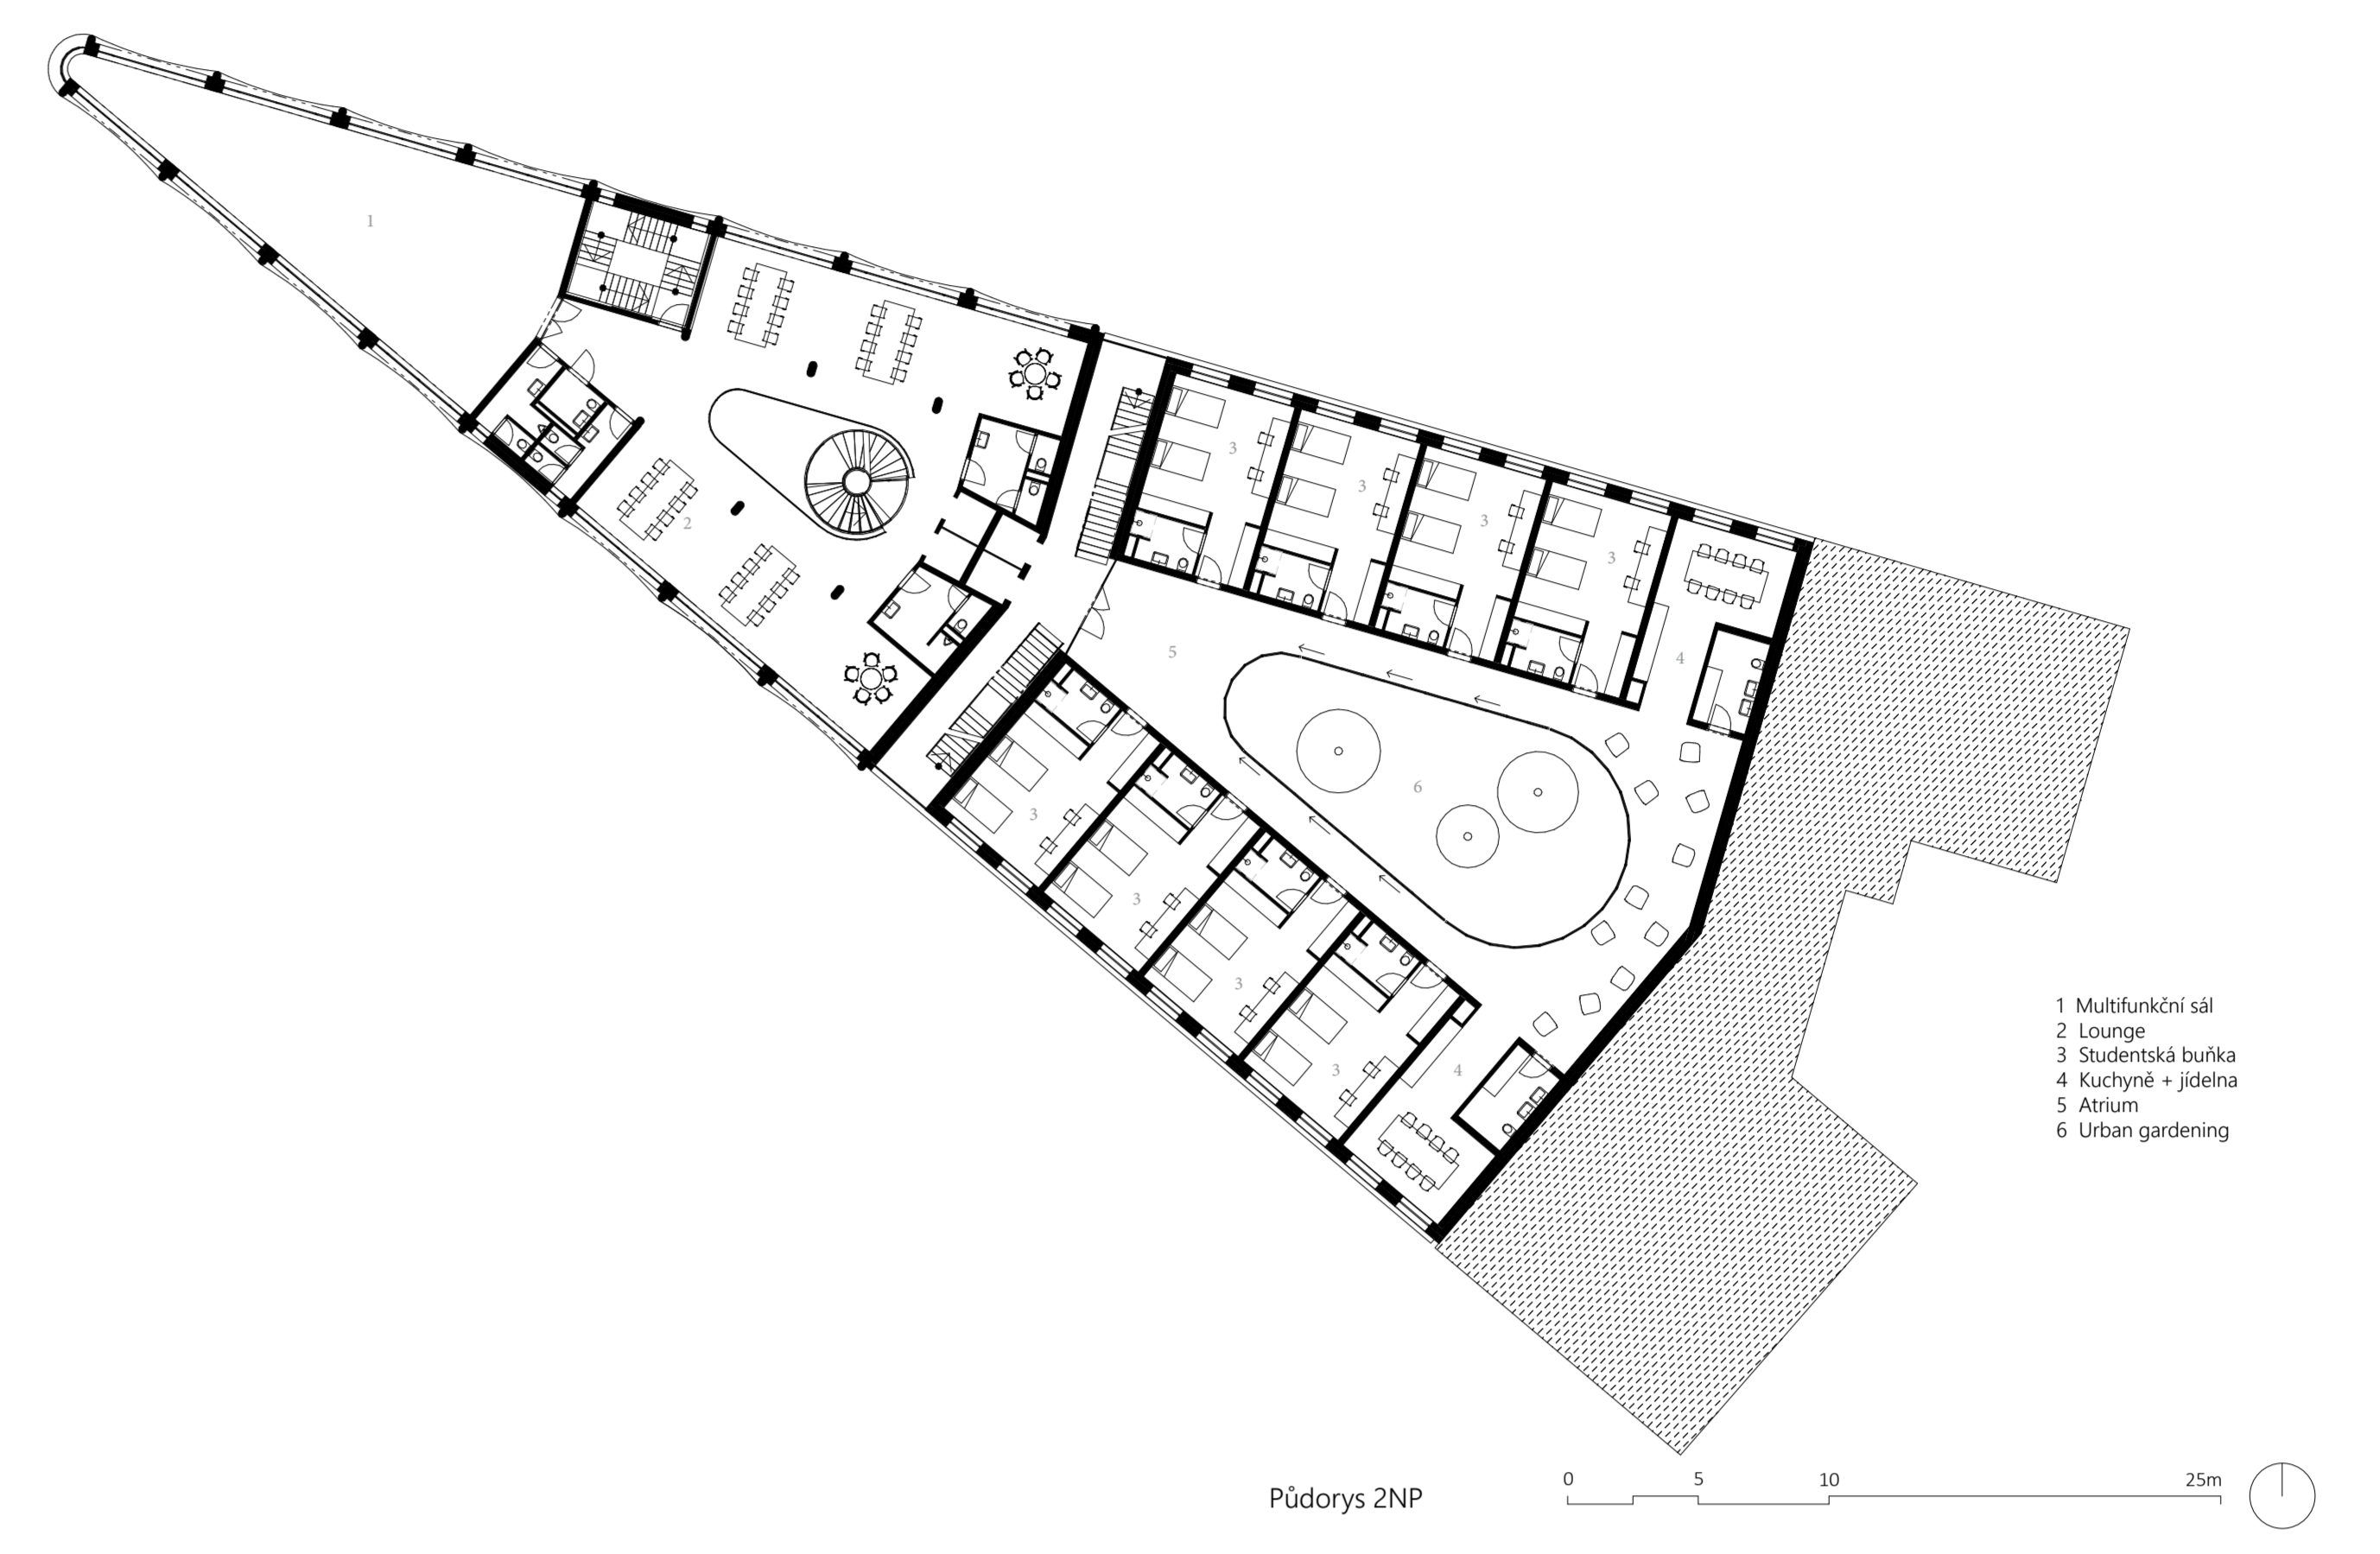 1
2
3
3
3
3
4
5
6
3
3
3
3
4
1 Multifunkční sál
2 Lounge
3 Studentská buňka
4 Kuchyně + jídelna
5 Atrium
6 Urban gardening
Půdorys 2NP
0 5 10 25m